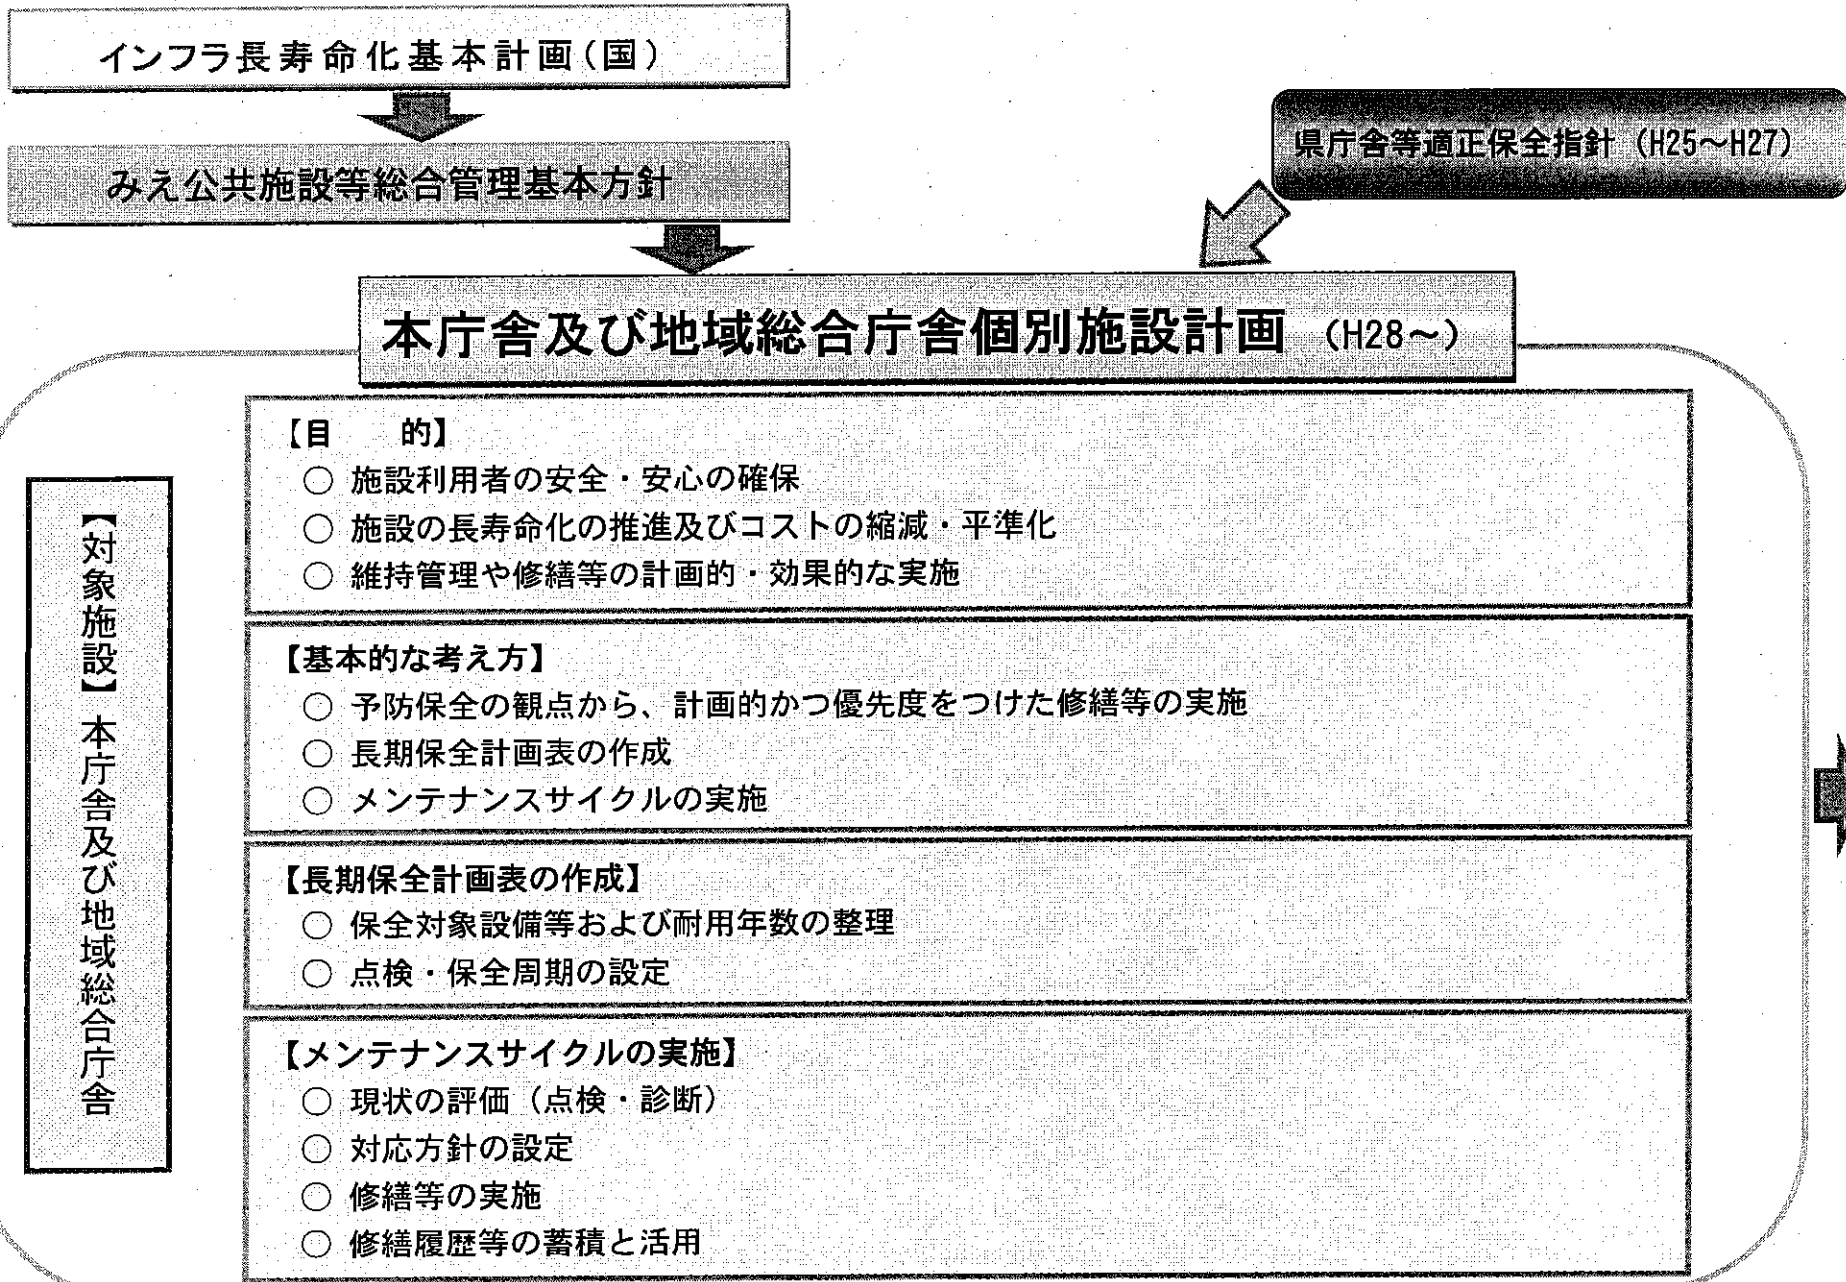 インフラ長寿命化基本計画(国)
みえ公共施設等総合管理基本方針
県庁舎等適正保全指針（H25～H27）
本庁舎及び地域総合庁舎個別施設計画（H28～）
【対象施設】本庁舎及び地域総合庁舎
【目　　的】
○ 施設利用者の安全・安心の確保
○ 施設の長寿命化の推進及びコストの縮減・平準化
○ 維持管理や修繕等の計画的・効果的な実施
【基本的な考え方】
○ 予防保全の観点から、計画的かつ優先度をつけた修繕等の実施
○ 長期保全計画表の作成
○ メンテナンスサイクルの実施
【長期保全計画表の作成】
○ 保全対象設備等および耐用年数の整理
○ 点検・保全周期の設定
【メンテナンスサイクルの実施】
○ 現状の評価（点検・診断）
○ 対応方針の設定
○ 修繕等の実施
○ 修繕履歴等の蓄積と活用